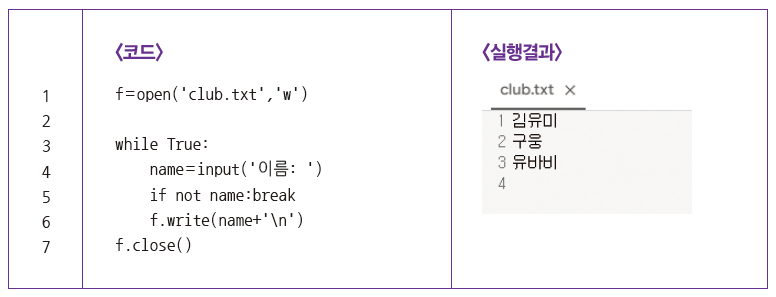 <코드>
1 f=open('club.txt','w')
2
3 while True:
4     name=input('이름: ')
5     if not name:break
6     f.write(name+'\n')
7 f.close()
<실행결과>
club.txt ×
1 김유미
2 구웅
3 유바비
4